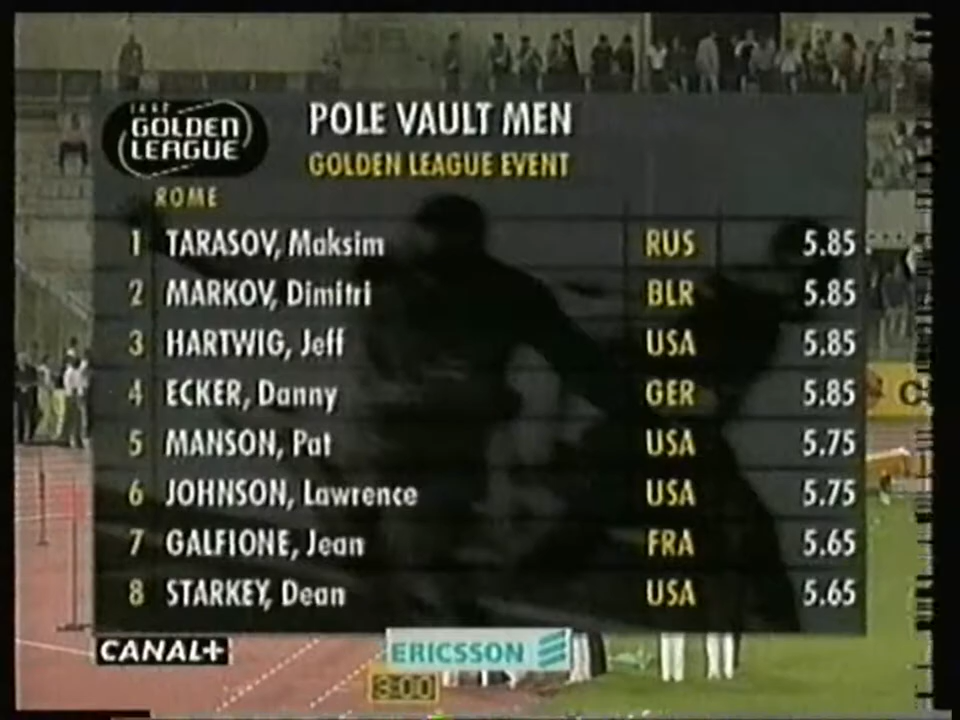 IAAF
GOLDEN
LEAGUE
POLE VAULT MEN
GOLDEN LEAGUE EVENT
ROME
1 TARASOV, Maksim RUS 5.85
2 MARKOV, Dimitri BLR 5.85
3 HARTWIG, Jeff USA 5.85
4 ECKER, Danny GER 5.85
5 MANSON, Pat USA 5.75
6 JOHNSON, Lawrence USA 5.75
7 GALFIONE, Jean FRA 5.65
8 STARKEY, Dean USA 5.65
CANAL+
ERICSSON
3:00